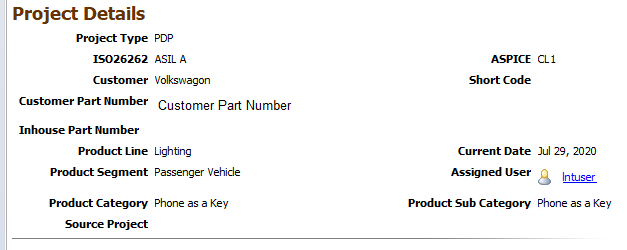 Project Details
Project Type PDP
ISO26262 ASIL A ASPICE CL1
Customer Volkswagon Short Code
Customer Part Number Customer Part Number
Inhouse Part Number
Product Line Lighting Current Date Jul 29, 2020
Product Segment Passenger Vehicle Assigned User Intuser
Product Category Phone as a Key Product Sub Category Phone as a Key
Source Project